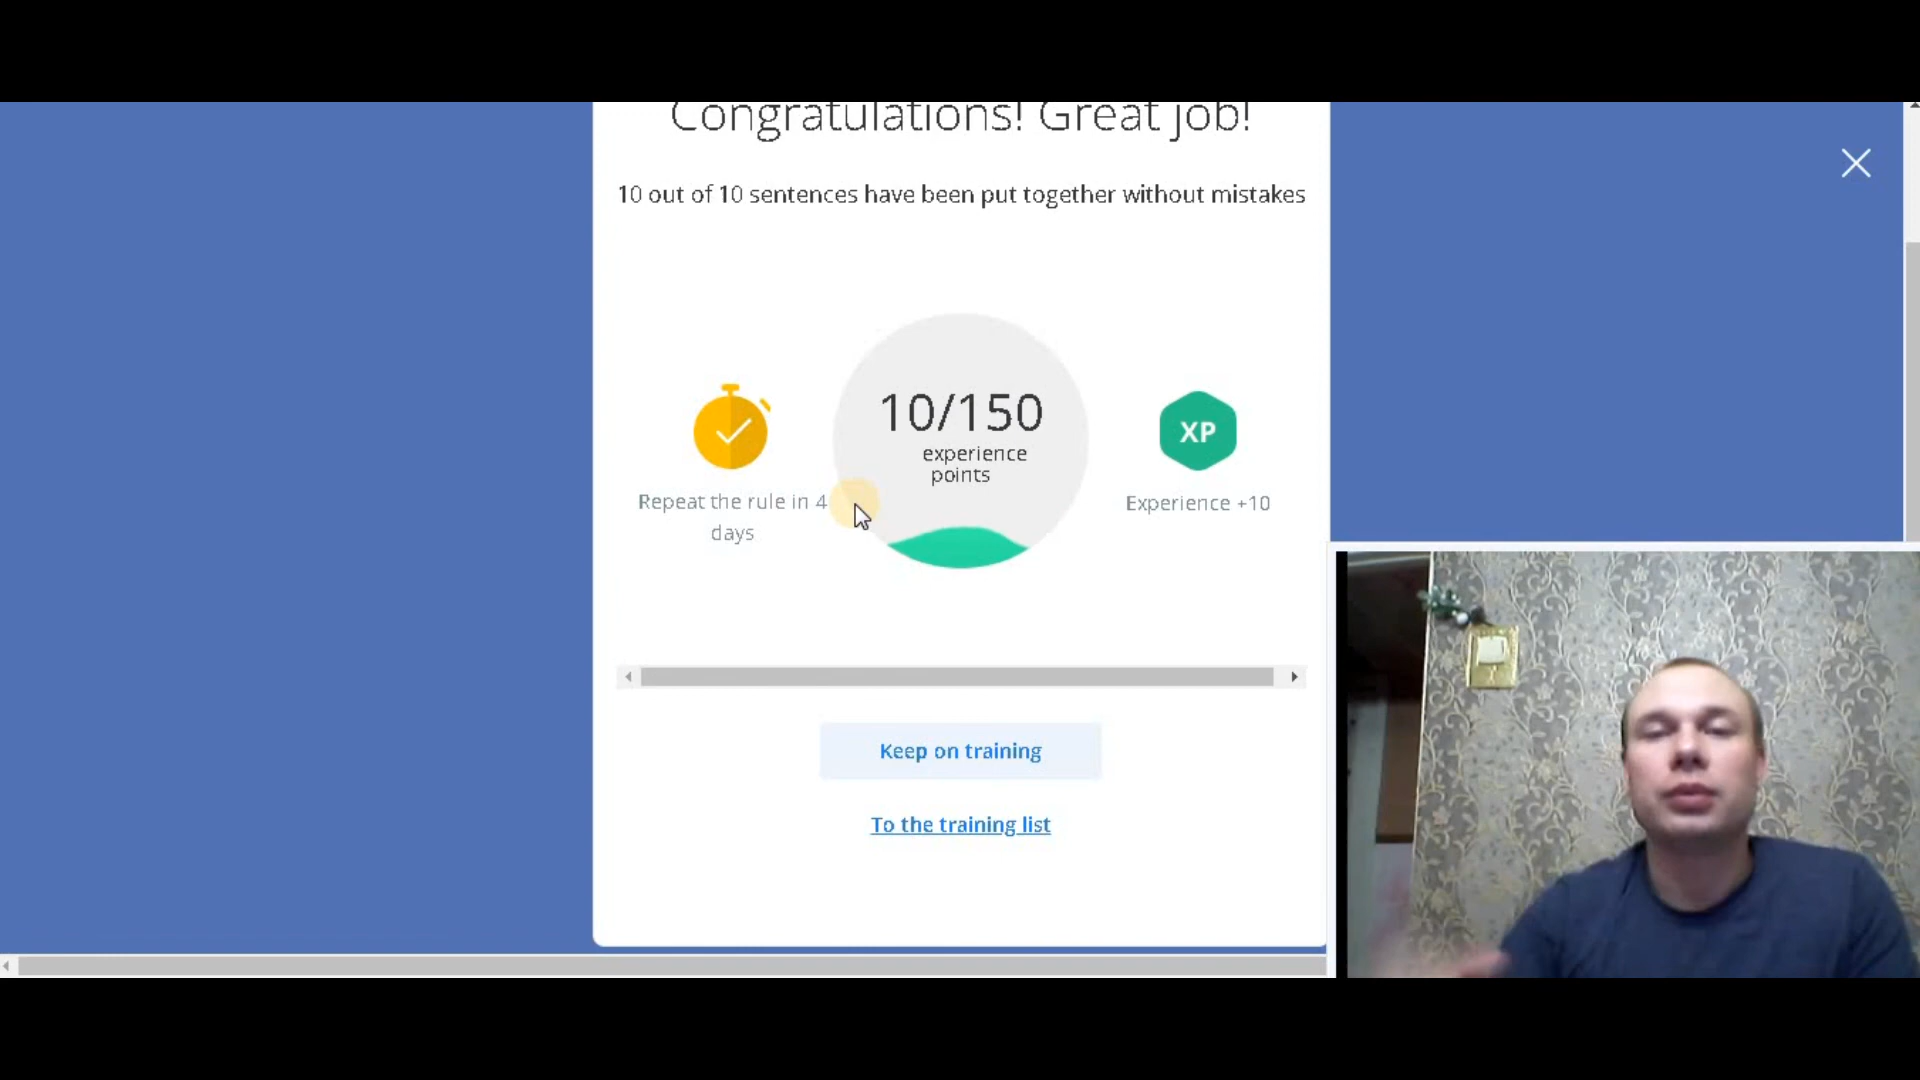 Congratulations! Great job!
10 out of 10 sentences have been put together without mistakes
10/150
experience
points
XP
Repeat the rule in 4
days
Experience +10
Keep on training
To the training list